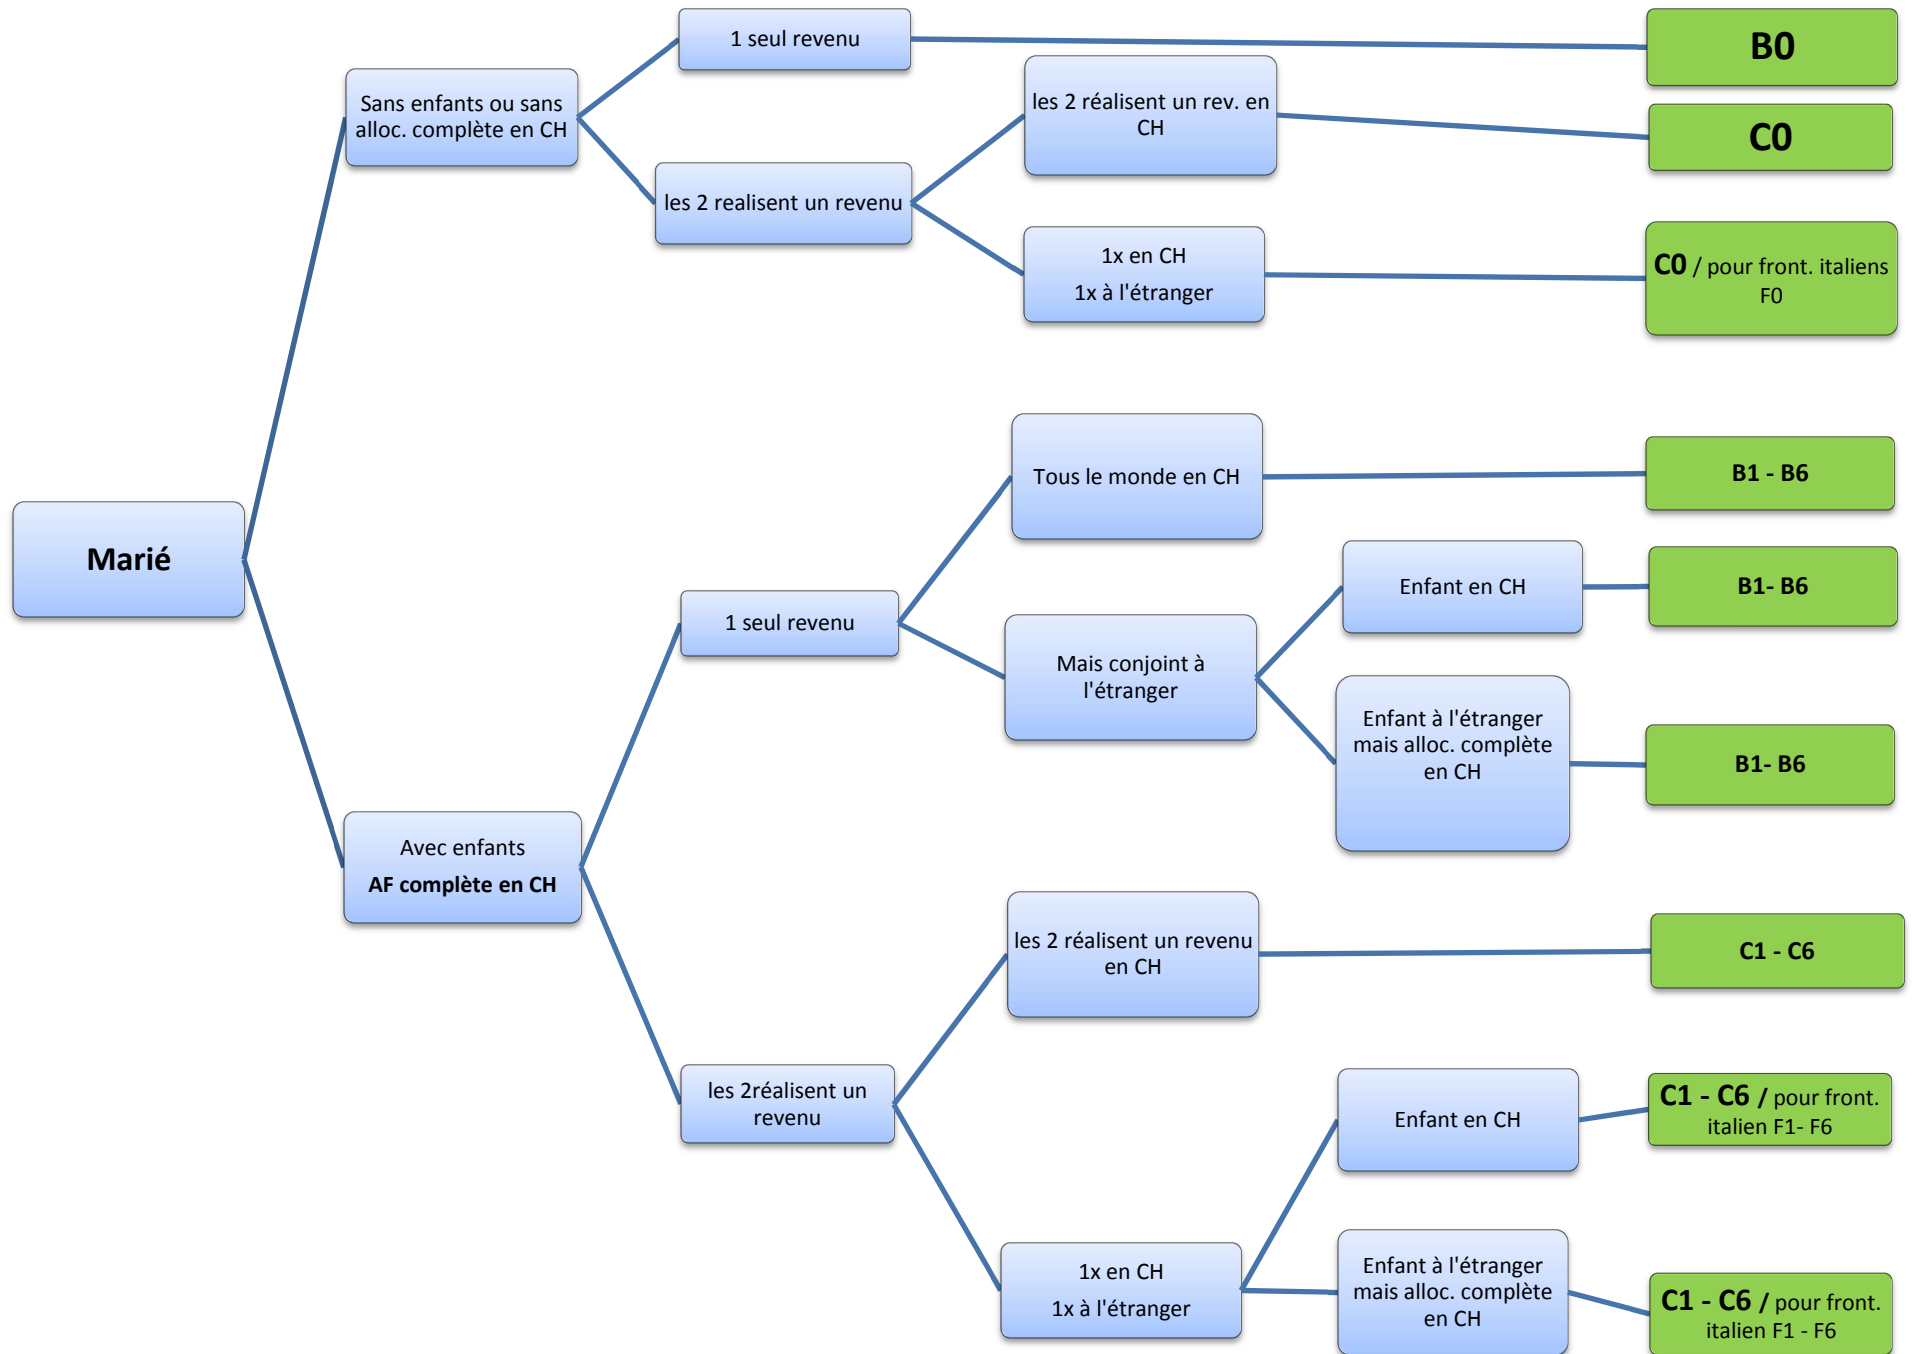 1 seul revenu
B0
Sans enfants ou sans
alloc. complète en CH
les 2 réalisent un rev. en
CH
C0
les 2 realisent un revenu
1x en CH
1x à l'étranger
C0 / pour front. italiens
F0
Marié
Tous le monde en CH
B1 - B6
1 seul revenu
Enfant en CH
B1- B6
Mais conjoint à
l'étranger
Enfant à l'étranger
mais alloc. complète
en CH
B1- B6
Avec enfants
AF complète en CH
les 2 réalisent un revenu
en CH
C1 - C6
les 2réalisent un
revenu
Enfant en CH
C1 - C6 / pour front.
italien F1- F6
1x en CH
1x à l'étranger
Enfant à l'étranger
mais alloc. complète
en CH
C1 - C6 / pour front.
italien F1 - F6